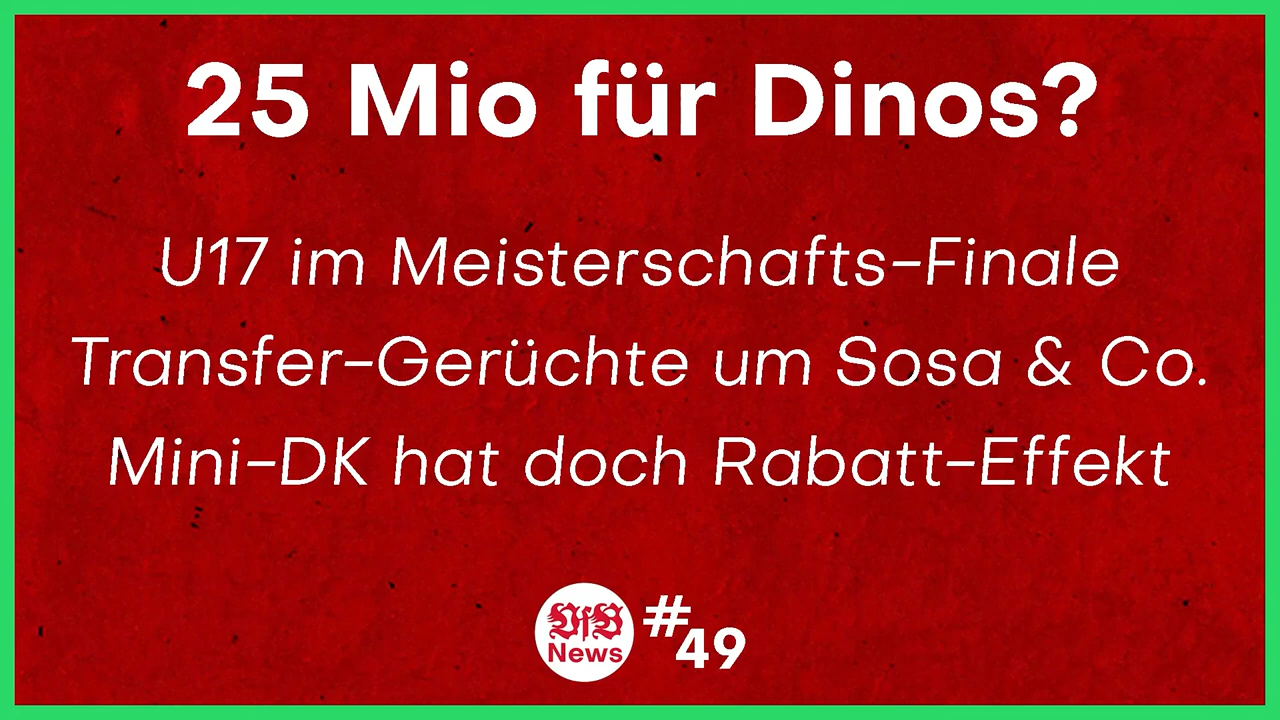 25 Mio für Dinos?
U17 im Meisterschafts-Finale
Transfer-Gerüchte um Sosa & Co.
Mini-DK hat doch Rabatt-Effekt
VfB
News
#49